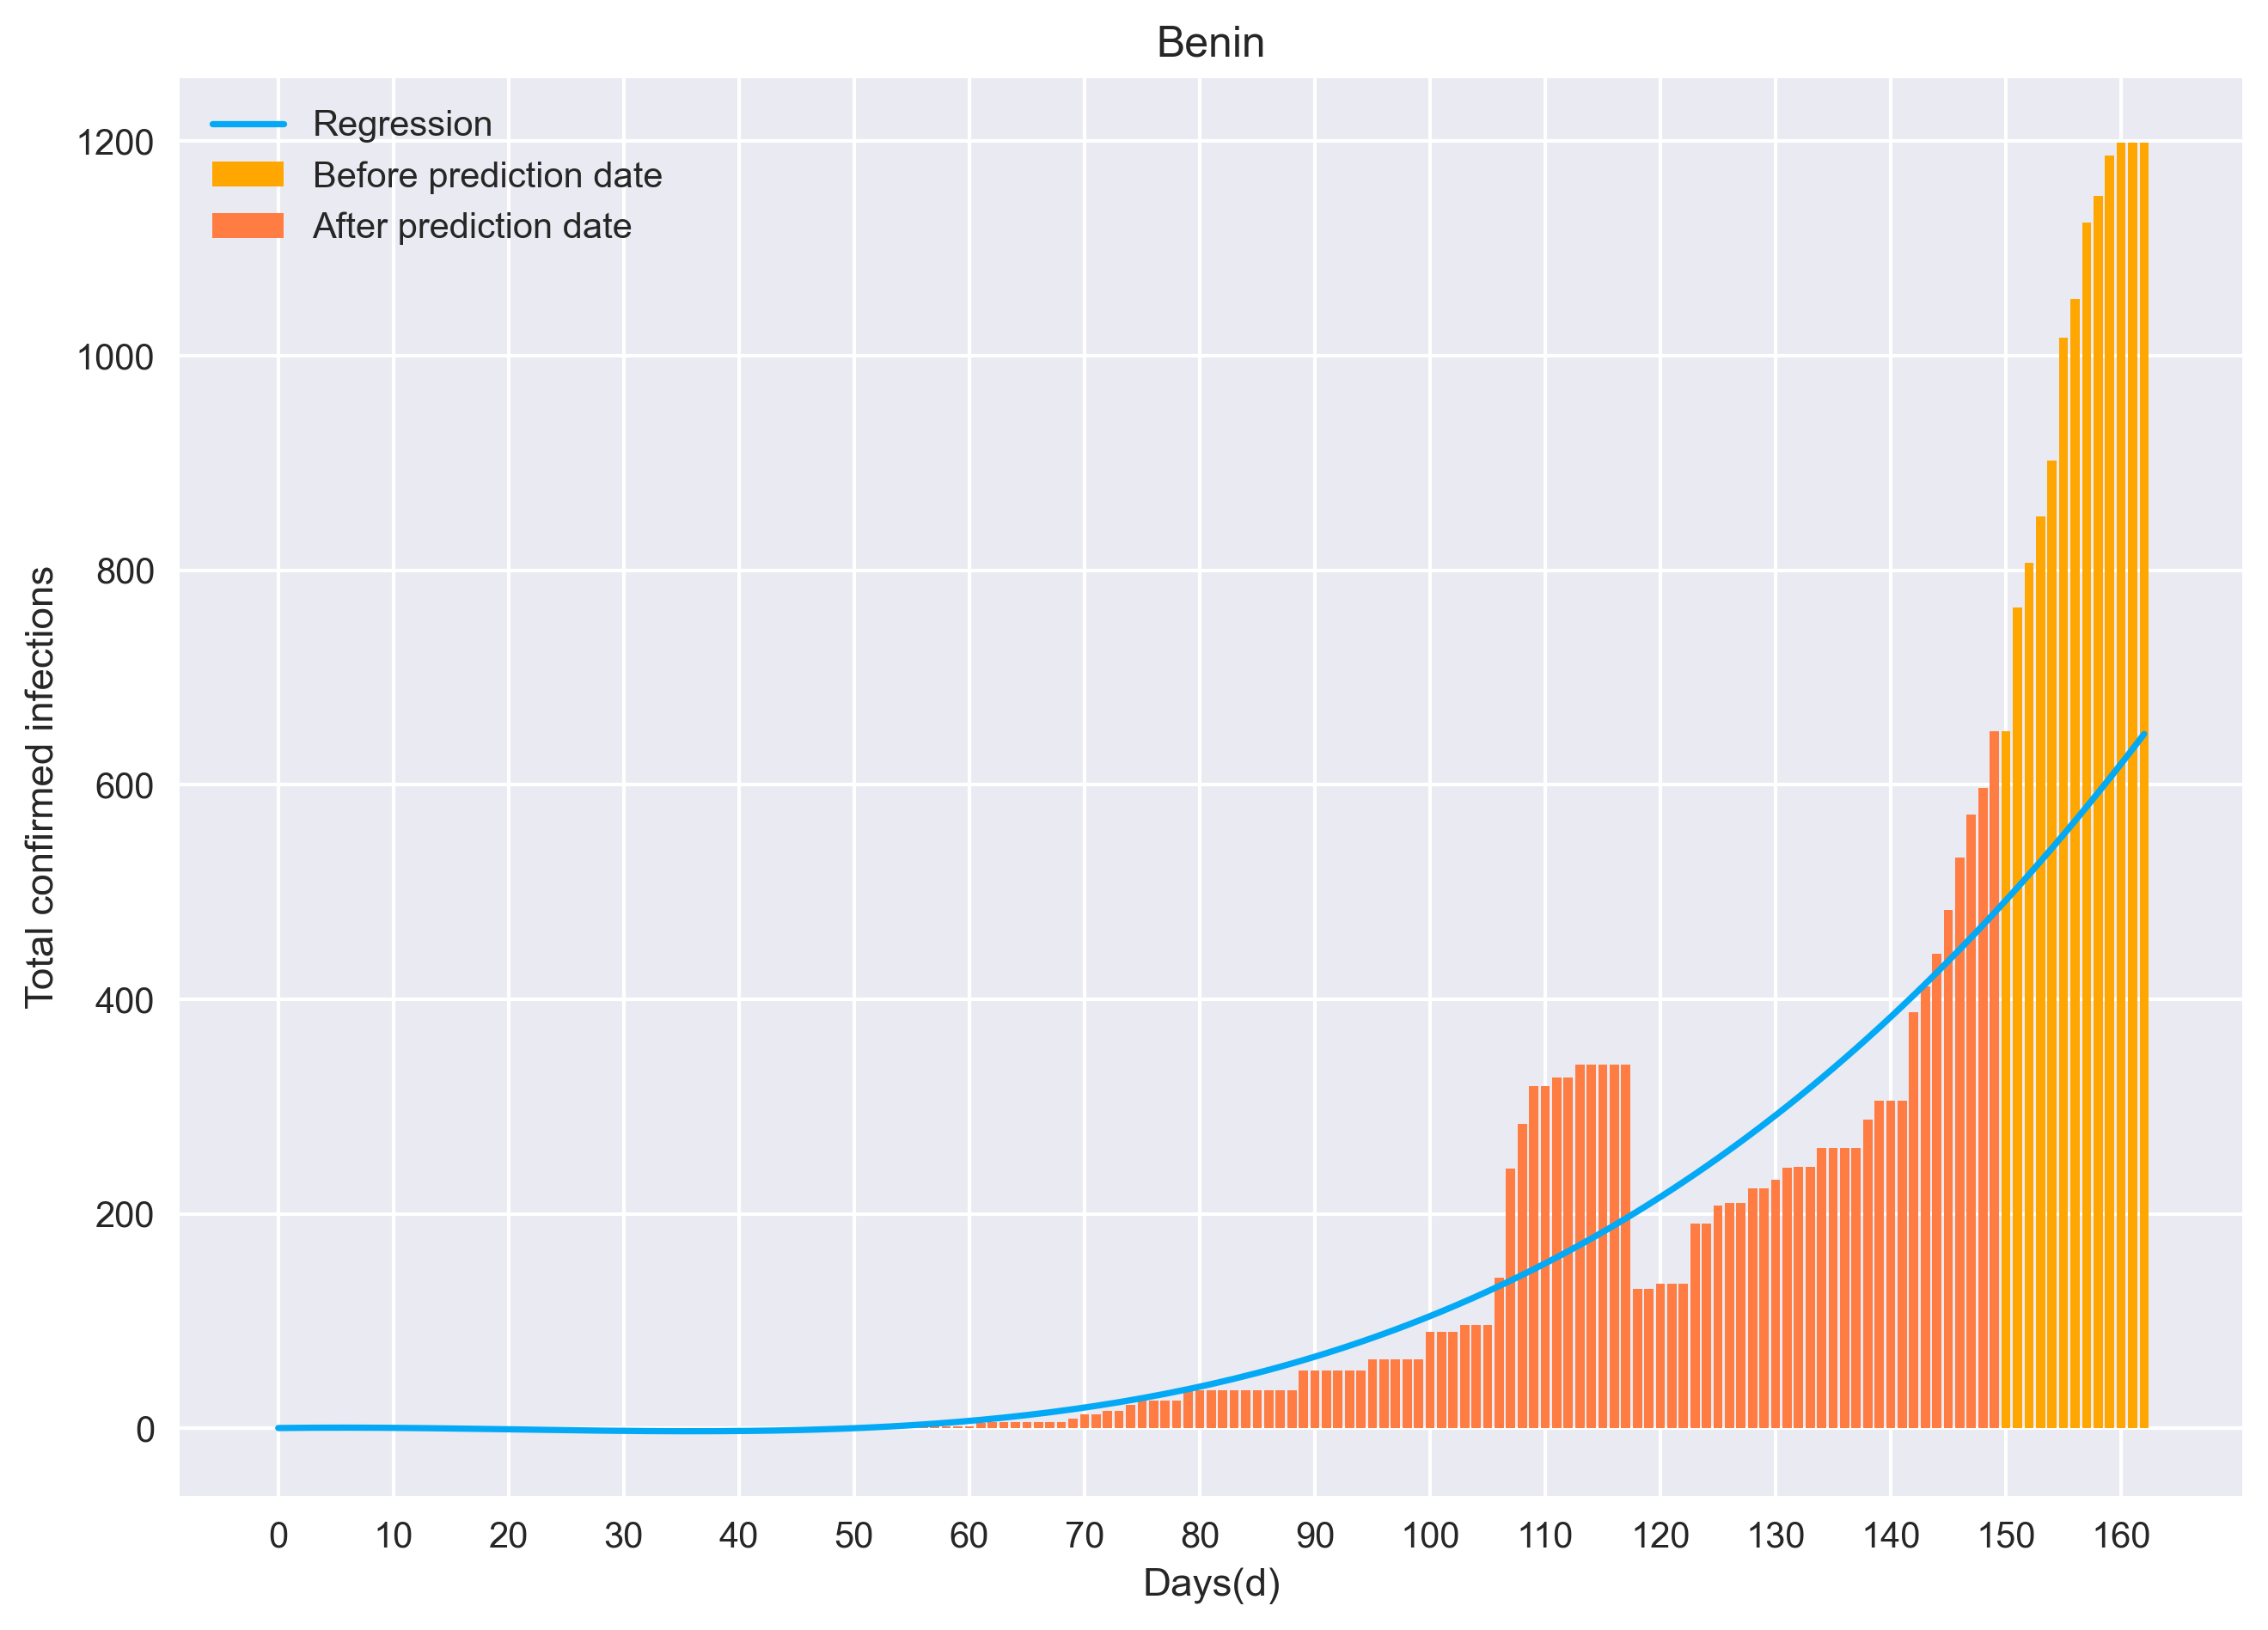 Benin
Regression
Before prediction date
After prediction date
Total confirmed infections
1200
1000
800
600
400
200
0
0 10 20 30 40 50 60 70 80 90 100 110 120 130 140 150 160
Days(d)